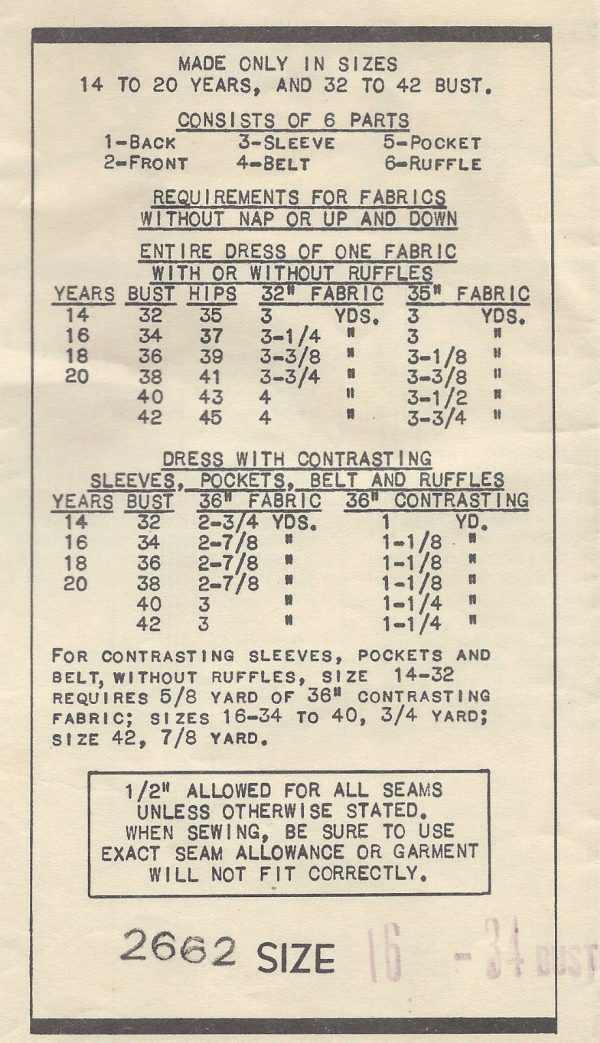 MADE ONLY IN SIZES
14 TO 20 YEARS, AND 32 TO 42 BUST.
CONSISTS OF 6 PARTS
1-BACK 3-SLEEVE 5-POCKET
2-FRONT 4-BELT 6-RUFFLE
REQUIREMENTS FOR FABRICS
WITHOUT NAP OR UP AND DOWN
ENTIRE DRESS OF ONE FABRIC
WITH OR WITHOUT RUFFLES
YEARS BUST HIPS 32" FABRIC 35" FABRIC
14 32 35 3 YDS. 3 YDS.
16 34 37 3-1/4 " 3 "
18 36 39 3-3/8 " 3-1/8 "
20 38 41 3-3/4 " 3-3/8 "
40 43 4 " 3-1/2 "
42 45 4 " 3-3/4 "
DRESS WITH CONTRASTING
SLEEVES, POCKETS, BELT AND RUFFLES
YEARS BUST 36" FABRIC 36" CONTRASTING
14 32 2-3/4 YDS. 1 YD.
16 34 2-7/8 " 1-1/8 "
18 36 2-7/8 " 1-1/8 "
20 38 2-7/8 " 1-1/8 "
40 3 " 1-1/4 "
42 3 " 1-1/4 "
FOR CONTRASTING SLEEVES, POCKETS AND
BELT, WITHOUT RUFFLES, SIZE 14-32
REQUIRES 5/8 YARD OF 36" CONTRASTING
FABRIC; SIZES 16-34 TO 40, 3/4 YARD;
SIZE 42, 7/8 YARD.
1/2" ALLOWED FOR ALL SEAMS
UNLESS OTHERWISE STATED.
WHEN SEWING, BE SURE TO USE
EXACT SEAM ALLOWANCE OR GARMENT
WILL NOT FIT CORRECTLY.
2662 SIZE 16 - 34 BUST